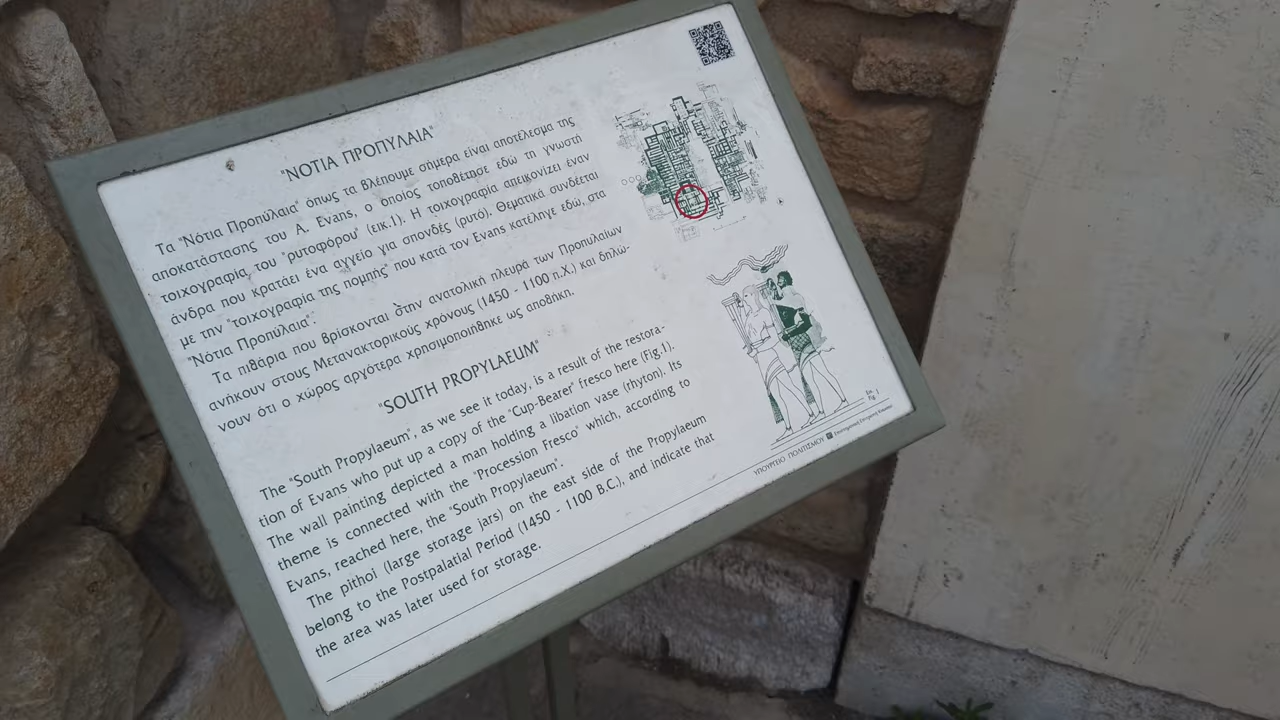 "ΝΟΤΙΑ ΠΡΟΠΥΛΑΙΑ"
Τα "Νότια Προπύλαια" όπως τα βλέπουμε σήμερα είναι αποτέλεσμα της
αποκατάστασης του Α. Evans, ο οποίος τοποθέτησε εδώ τη γνωστή
τοιχογραφία του "ρυτοφόρου" (εικ.1). Η τοιχογραφία απεικονίζει έναν
άνδρα που κρατάει ένα αγγείο για σπονδές (ρυτό). Θεματικά συνδέεται
με την "τοιχογραφία της πομπής" που κατά τον Evans κατέληγε εδώ, στα
"Νότια Προπύλαια".
Τα πιθάρια που βρίσκονται στην ανατολική πλευρά των Προπυλαίων
ανήκουν στους Μετανακτορικούς χρόνους (1450 - 1100 π.Χ.) και δηλώ-
νουν ότι ο χώρος αργότερα χρησιμοποιήθηκε ως αποθήκη.
"SOUTH PROPYLAEUM"
The "South Propylaeum", as we see it today, is a result of the restora-
tion of Evans who put up a copy of the "Cup-Bearer" fresco here (Fig.1).
The wall painting depicted a man holding a libation vase (rhyton). Its
theme is connected with the "Procession Fresco" which, according to
Evans, reached here, the "South Propylaeum".
The pithoi (large storage jars) on the east side of the Propylaeum
belong to the Postpalatial Period (1450 - 1100 B.C.), and indicate that
the area was later used for storage.
Εικ.
Fig. 1
ΥΠΟΥΡΓΕΙΟ ΠΟΛΙΤΙΣΜΟΥ Επιστημονική Επιτροπή Κνωσού